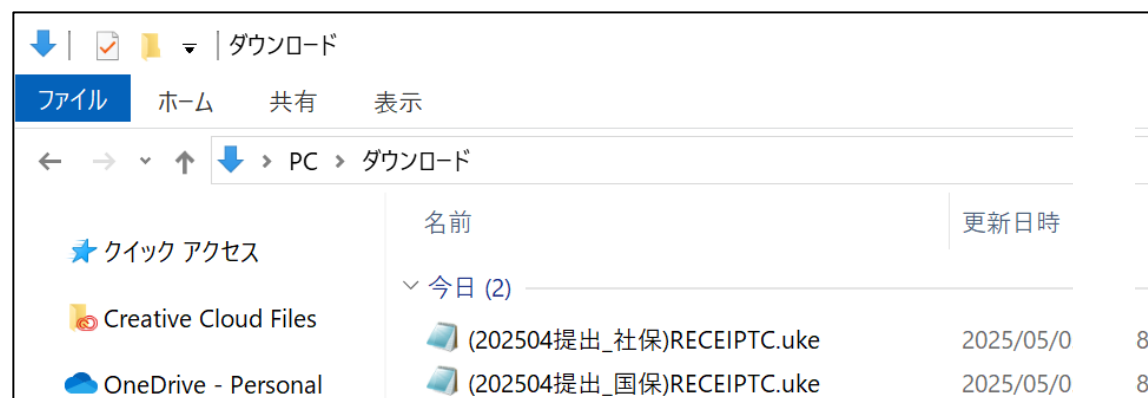 ダウンロード
ファイル ホーム 共有 表示
PC › ダウンロード
名前 更新日時
クイック アクセス
今日 (2)
Creative Cloud Files
(202504提出_社保)RECEIPTC.uke 2025/05/0 8
OneDrive - Personal
(202504提出_国保)RECEIPTC.uke 2025/05/0 8